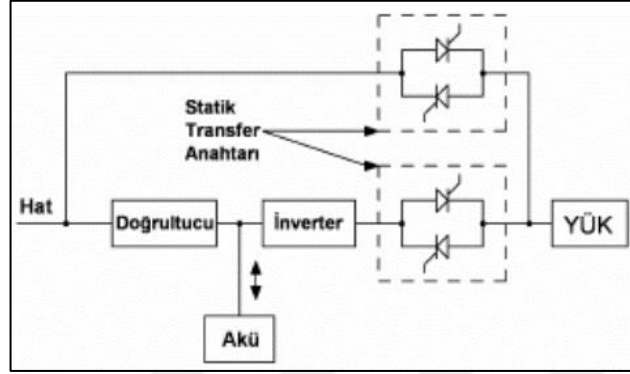 Statik
Transfer
Anahtarı
Hat
Doğrultucu
İnverter
YÜK
Akü